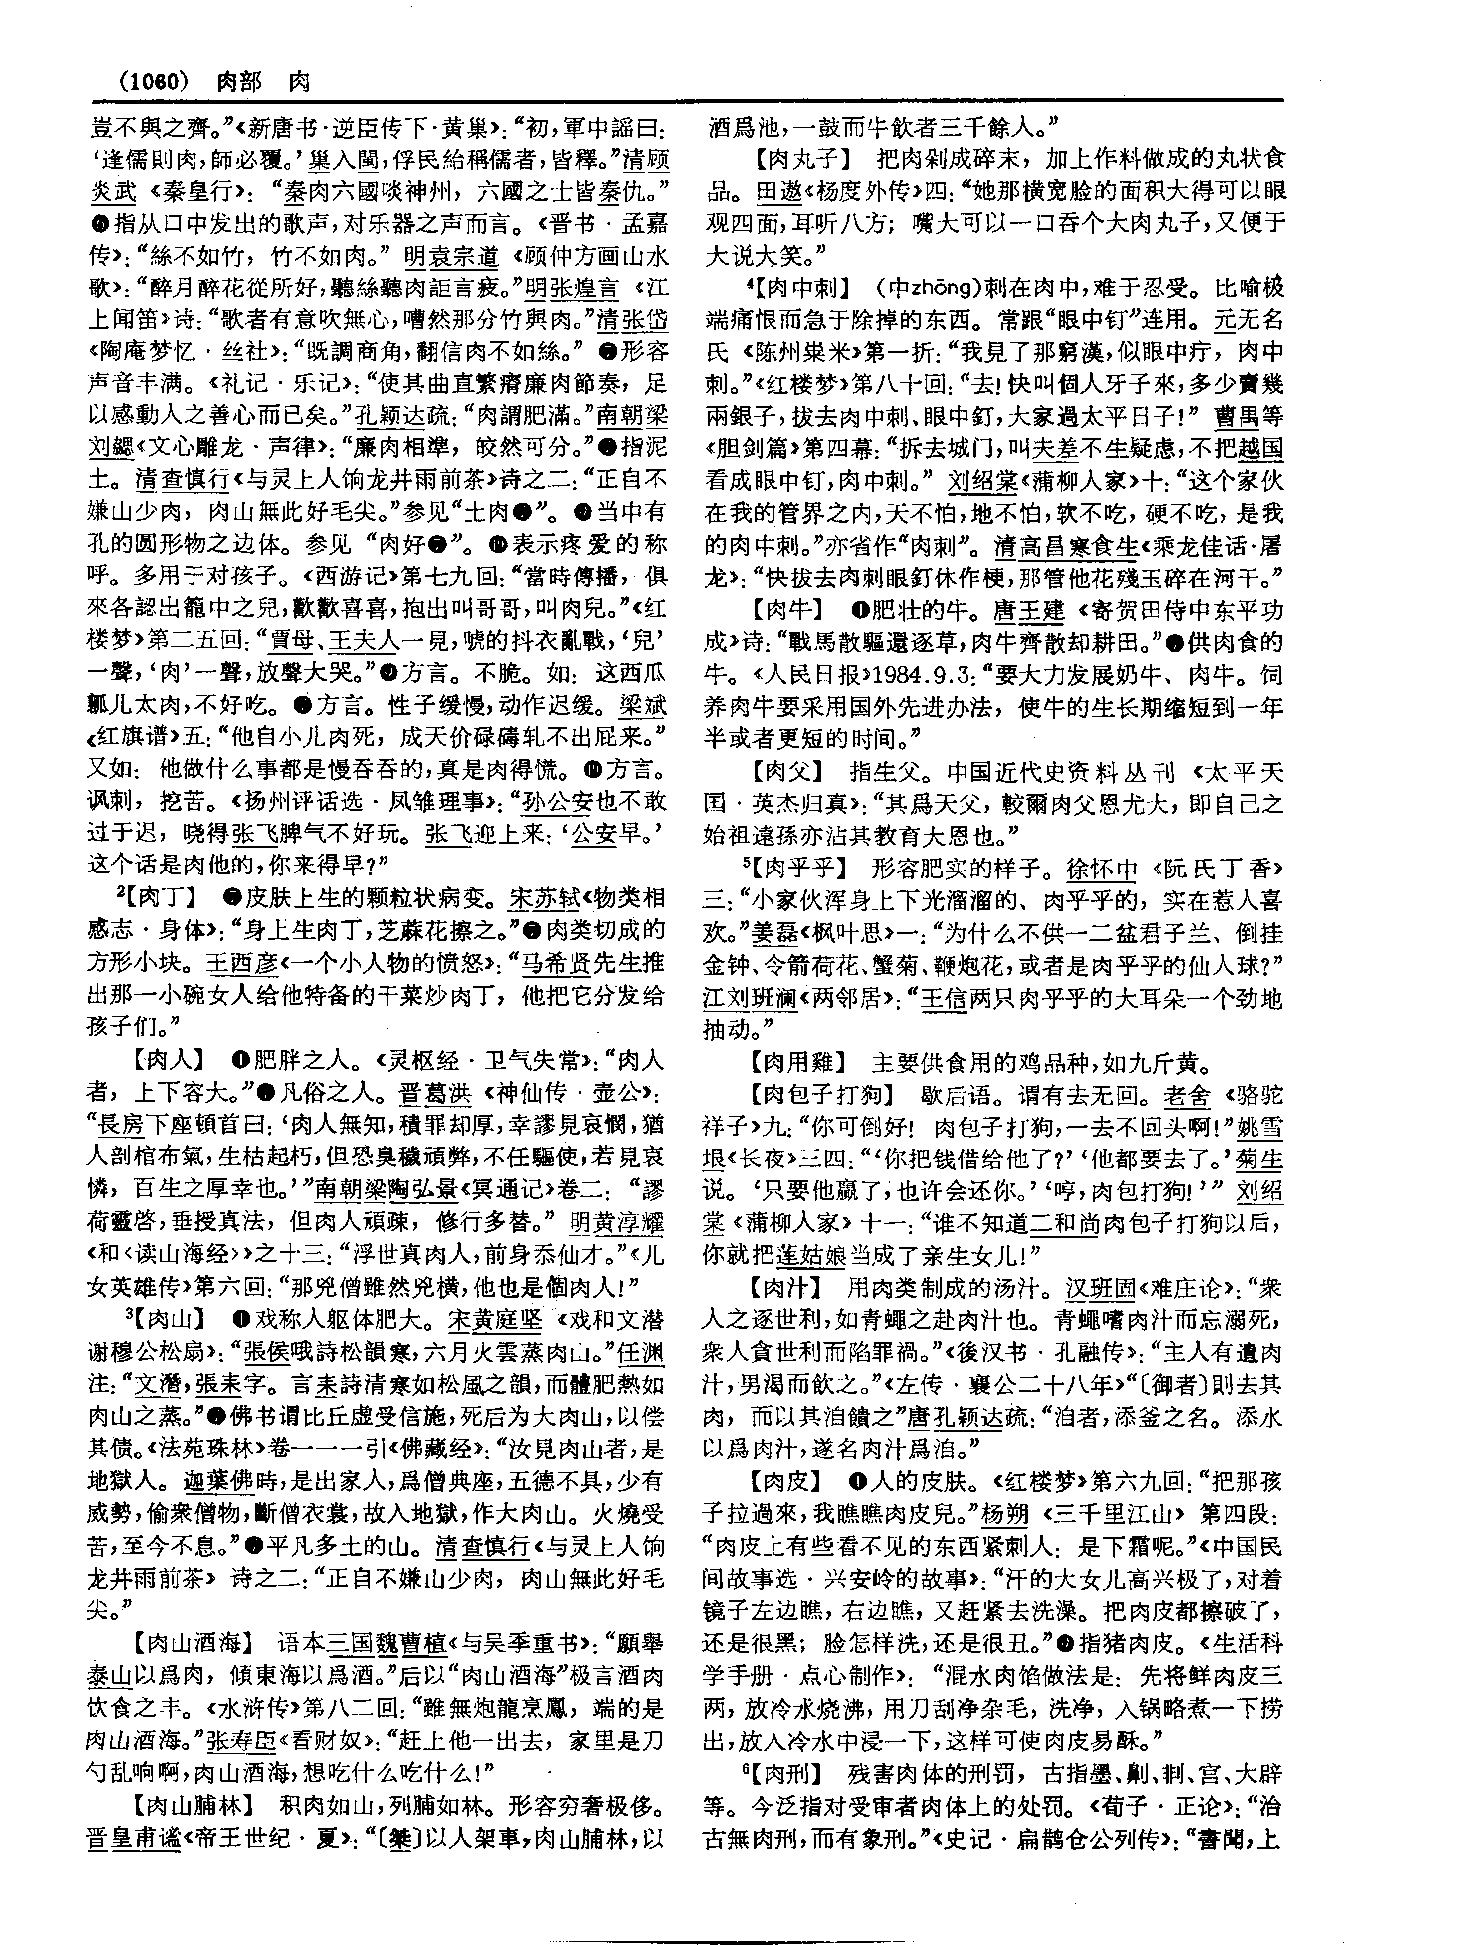 (1060) 肉部 肉
豈不與之齊。”《新唐书·逆臣传下·黄巢》：“初，軍中謡曰：
‘逢儒則肉，師必覆。’巢入閩，俘民紿稱儒者，皆釋。”清顾
炎武《秦皇行》：“秦肉六國啖神州，六國之士皆秦仇。”
指从口中发出的歌声，对乐器之声而言。《晋书·孟嘉
传》：“絲不如竹，竹不如肉。”明袁宗道《顾仲方画山水
歌》：“醉月醉花從所好，聽絲聽肉詎言疲。”明张煌言《江
上闻笛》诗：“歌者有意吹無心，嘈然那分竹與肉。”清张岱
《陶庵梦忆·丝社》：“既調商角，翻信肉不如絲。”形容
声音丰满。《礼记·乐记》：“使其曲直繁瘠廉肉節奏，足
以感動人之善心而已矣。”孔颖达疏：“肉謂肥滿。”南朝梁
刘勰《文心雕龙·声律》：“廉肉相準，皎然可分。”指泥
土。清查慎行《与灵上人饷龙井雨前茶》诗之二：“正自不
嫌山少肉，肉山無此好毛尖。”参见“土肉”。当中有
孔的圆形物之边体。参见“肉好”。⓾表示疼爱的称
呼。多用于对孩子。《西游记》第七九回：“當時傳播，俱
來各認出籠中之兒，歡歡喜喜，抱出叫哥哥，叫肉兒。”《红
楼梦》第二五回：“賈母、王夫人一見，唬的抖衣亂戰，‘兒’
一聲，‘肉’一聲，放聲大哭。”方言。不脆。如：这西瓜
瓤儿太肉，不好吃。方言。性子缓慢，动作迟缓。梁斌
《红旗谱》五：“他自小儿肉死，成天价碌碡轧不出屁来。”
又如：他做什么事都是慢吞吞的，真是肉得慌。方言。
讽刺，挖苦。《扬州评话选·凤雏理事》：“孙公安也不敢
过于迟，晓得张飞脾气不好玩。张飞迎上来：‘公安早。’
这个话是肉他的，你来得早？”
²【肉丁】 皮肤上生的颗粒状病变。宋苏轼《物类相
感志·身体》：“身上生肉丁，芝蔴花擦之。”肉类切成的
方形小块。王西彦《一个小人物的愤怒》：“马希贤先生推
出那一小碗女人给他特备的干菜炒肉丁，他把它分发给
孩子们。”
【肉人】 ❶肥胖之人。《灵枢经·卫气失常》：“肉人
者，上下容大。”凡俗之人。晋葛洪《神仙传·壶公》：
“長房下座頓首曰：‘肉人無知，積罪却厚，幸謬見哀憫，猶
人剖棺布氣，生枯起朽，但恐臭穢頑弊，不任驅使，若見哀
憐，百生之厚幸也。’”南朝梁陶弘景《冥通记》卷二：“謬
荷靈啓，垂授真法，但肉人頑疎，修行多替。”明黄淳耀
《和〈读山海经〉》之十三：“浮世真肉人，前身忝仙才。”《儿
女英雄传》第六回：“那兇僧雖然兇横，他也是個肉人！”
³【肉山】 ❶戏称人躯体肥大。宋黄庭坚《戏和文潜
谢穆公松扇》：“張侯哦詩松韻寒，六月火雲蒸肉山。”任渊
注：“文潛，張耒字。言耒詩清寒如松風之韻，而體肥熱如
肉山之蒸。”佛书谓比丘虚受信施，死后为大肉山，以偿
其债。《法苑珠林》卷一一一引《佛藏经》：“汝見肉山者，是
地獄人。迦葉佛時，是出家人，爲僧典座，五德不具，少有
威勢，偷衆僧物，斷僧衣裳，故入地獄，作大肉山。火燒受
苦，至今不息。”平凡多土的山。清查慎行《与灵上人饷
龙井雨前茶》诗之二：“正自不嫌山少肉，肉山無此好毛
尖。”
【肉山酒海】 语本三国魏曹植《与吴季重书》：“願舉
泰山以爲肉，傾東海以爲酒。”后以“肉山酒海”极言酒肉
饮食之丰。《水浒传》第八二回：“雖無炮龍烹鳳，端的是
肉山酒海。”张寿臣《看财奴》：“赶上他一出去，家里是刀
勺乱响啊，肉山酒海，想吃什么吃什么！”
【肉山脯林】 积肉如山，列脯如林。形容穷奢极侈。
晋皇甫谧《帝王世纪·夏》：“〔桀〕以人架車，肉山脯林，以
酒爲池，一鼓而牛飲者三千餘人。”
【肉丸子】 把肉剁成碎末，加上作料做成的丸状食
品。田遨《杨度外传》四：“她那横宽脸的面积大得可以眼
观四面，耳听八方；嘴大可以一口吞个大肉丸子，又便于
大说大笑。”
⁴【肉中刺】 （中zhōng）刺在肉中，难于忍受。比喻极
端痛恨而急于除掉的东西。常跟“眼中钉”连用。元无名
氏《陈州粜米》第一折：“我見了那窮漢，似眼中疔，肉中
刺。”《红楼梦》第八十回：“去！快叫個人牙子來，多少賣幾
兩銀子，拔去肉中刺、眼中釘，大家過太平日子！”曹禺等
《胆剑篇》第四幕：“拆去城门，叫夫差不生疑虑，不把越国
看成眼中钉，肉中刺。”刘绍棠《蒲柳人家》十：“这个家伙
在我的管界之内，天不怕，地不怕，软不吃，硬不吃，是我
的肉中刺。”亦省作“肉刺”。清高昌寒食生《乘龙佳话·屠
龙》：“快拔去肉刺眼釘休作梗，那管他花殘玉碎在河干。”
【肉牛】 ❶肥壮的牛。唐王建《寄贺田侍中东平功
成》诗：“戰馬散驅還逐草，肉牛齊散却耕田。”供肉食的
牛。《人民日报》1984.9.3：“要大力发展奶牛、肉牛。饲
养肉牛要采用国外先进办法，使牛的生长期缩短到一年
半或者更短的时间。”
【肉父】 指生父。中国近代史资料丛刊《太平天
国·英杰归真》：“其爲天父，較爾肉父恩尤大，即自己之
始祖遠孫亦沾其教育大恩也。”
⁵【肉乎乎】 形容肥实的样子。徐怀中《阮氏丁香》
三：“小家伙浑身上下光溜溜的、肉乎乎的，实在惹人喜
欢。”姜磊《枫叶思》一：“为什么不供一二盆君子兰、倒挂
金钟、令箭荷花、蟹菊、鞭炮花，或者是肉乎乎的仙人球？”
江刘班澜《两邻居》：“王信两只肉乎乎的大耳朵一个劲地
抽动。”
【肉用雞】 主要供食用的鸡品种，如九斤黄。
【肉包子打狗】 歇后语。谓有去无回。老舍《骆驼
祥子》九：“你可倒好！肉包子打狗，一去不回头啊！”姚雪
垠《长夜》三四：“‘你把钱借给他了？’‘他都要去了。’菊生
说。‘只要他赢了，也许会还你。’‘哼，肉包打狗！’”刘绍
棠《蒲柳人家》十一：“谁不知道二和尚肉包子打狗以后，
你就把莲姑娘当成了亲生女儿！”
【肉汁】 用肉类制成的汤汁。汉班固《难庄论》：“衆
人之逐世利，如青蠅之赴肉汁也。青蠅嗜肉汁而忘溺死，
衆人貪世利而陷罪禍。”《後汉书·孔融传》：“主人有遺肉
汁，男渴而飲之。”《左传·襄公二十八年》“〔御者〕則去其
肉，而以其洎饋之”唐孔颖达疏：“洎者，添釜之名。添水
以爲肉汁，遂名肉汁爲洎。”
【肉皮】 ❶人的皮肤。《红楼梦》第六九回：“把那孩
子拉過來，我瞧瞧肉皮兒。”杨朔《三千里江山》第四段：
“肉皮上有些看不见的东西紧刺人：是下霜呢。”《中国民
间故事选·兴安岭的故事》：“汗的大女儿高兴极了，对着
镜子左边瞧，右边瞧，又赶紧去洗澡。把肉皮都擦破了，
还是很黑；脸怎样洗，还是很丑。”指猪肉皮。《生活科
学手册·点心制作》：“混水肉馅做法是：先将鲜肉皮三
两，放冷水烧沸，用刀刮净杂毛，洗净，入锅略煮一下捞
出，放入冷水中浸一下，这样可使肉皮易酥。”
⁶【肉刑】 残害肉体的刑罚，古指墨、劓、剕、宫、大辟
等。今泛指对受审者肉体上的处罚。《荀子·正论》：“治
古無肉刑，而有象刑。”《史记·扁鹊仓公列传》：“書聞，上